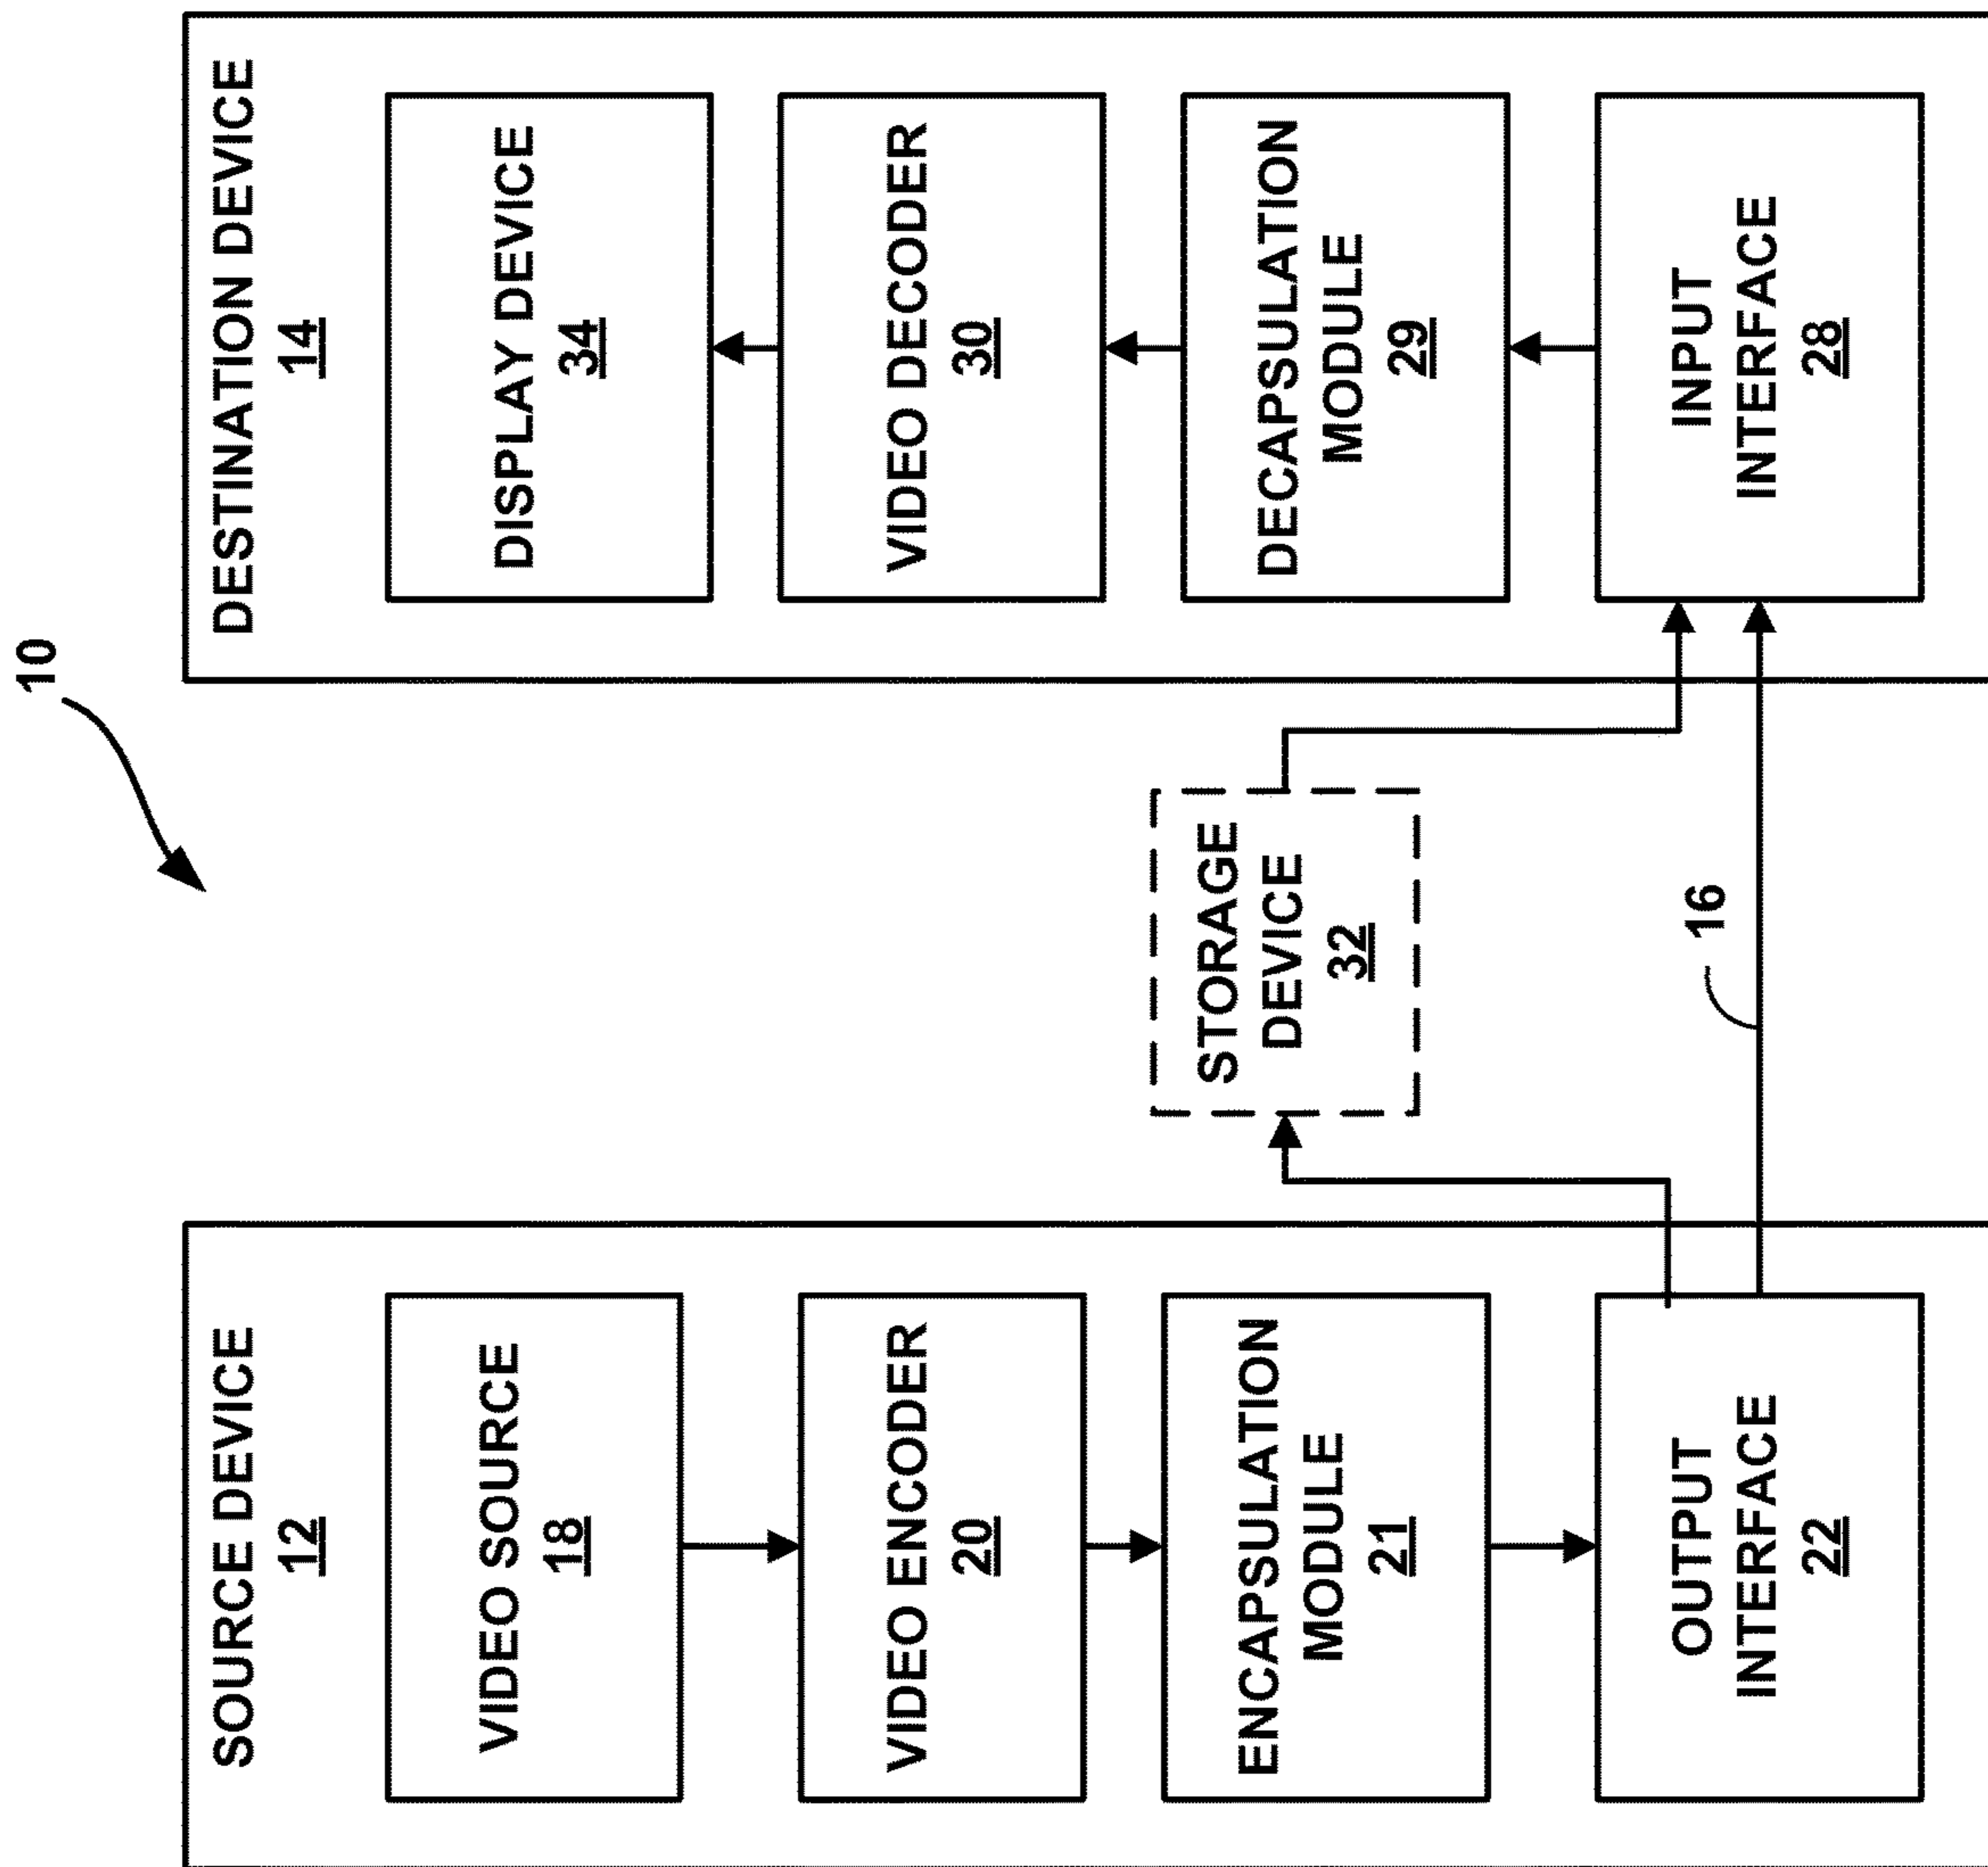 10
SOURCE DEVICE
12
VIDEO SOURCE
18
VIDEO ENCODER
20
ENCAPSULATION
MODULE
21
OUTPUT
INTERFACE
22
STORAGE
DEVICE
32
16
DESTINATION DEVICE
14
DISPLAY DEVICE
34
VIDEO DECODER
30
DECAPSULATION
MODULE
29
INPUT
INTERFACE
28